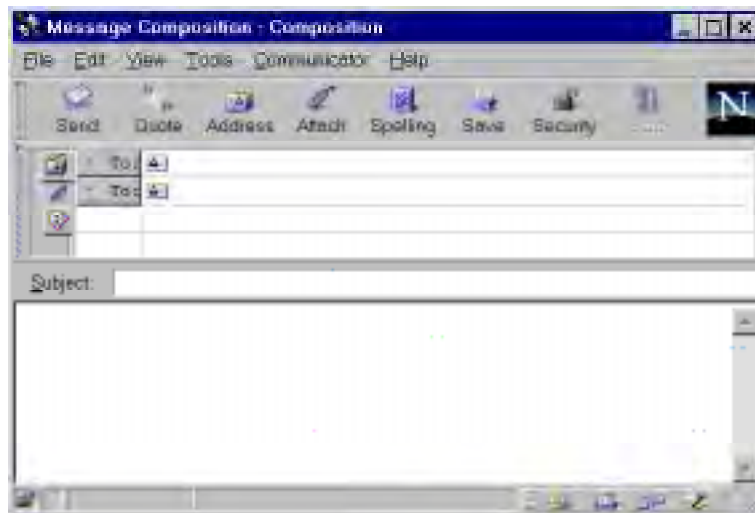 Message Composition - Composition
File Edit View Tools Communicator Help
Send Quote Address Attach Spelling Save Security
N
To:
To:
Subject: